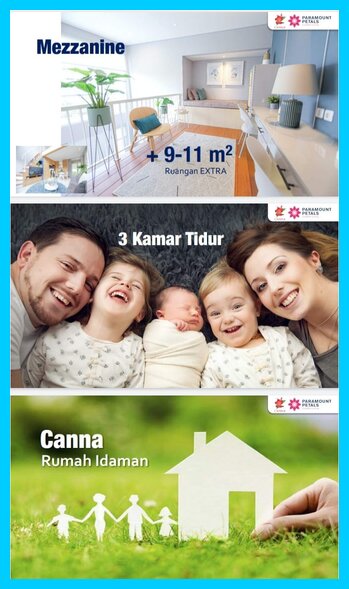 PARAMOUNT
PETALS
Mezzanine
+ 9-11 m²
Ruangan EXTRA
PARAMOUNT
PETALS
3 Kamar Tidur
PARAMOUNT
PETALS
Canna
Rumah Idaman